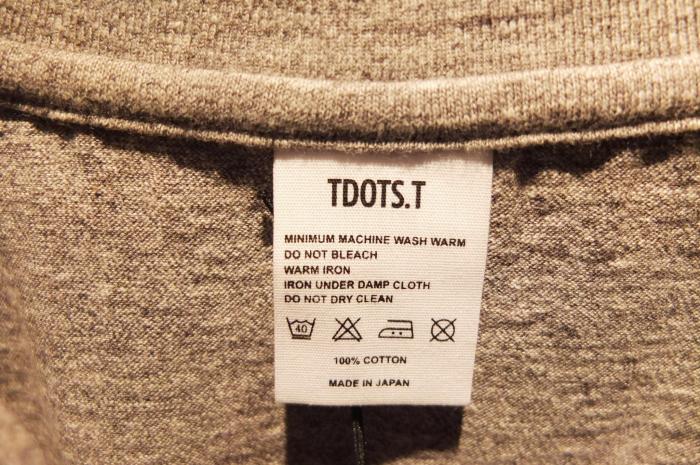 TDOTS.T
MINIMUM MACHINE WASH WARM
DO NOT BLEACH
WARM IRON
IRON UNDER DAMP CLOTH
DO NOT DRY CLEAN
40
100% COTTON
MADE IN JAPAN